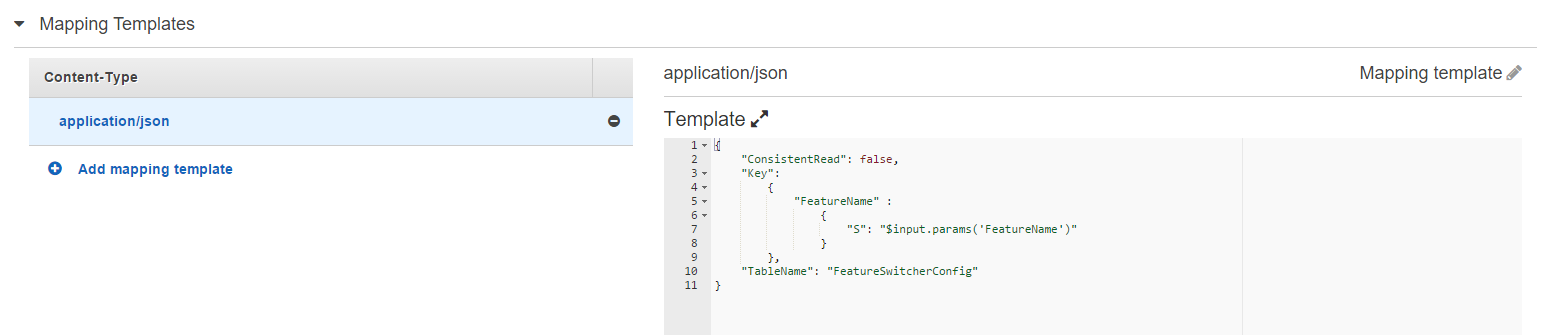 Mapping Templates
Content-Type
application/json
Add mapping template
application/json
Mapping template
Template
1 {
2 "ConsistentRead": false,
3 "Key":
4 {
5 "FeatureName" :
6 {
7 "S": "$input.params('FeatureName')"
8 }
9 },
10 "TableName": "FeatureSwitcherConfig"
11 }